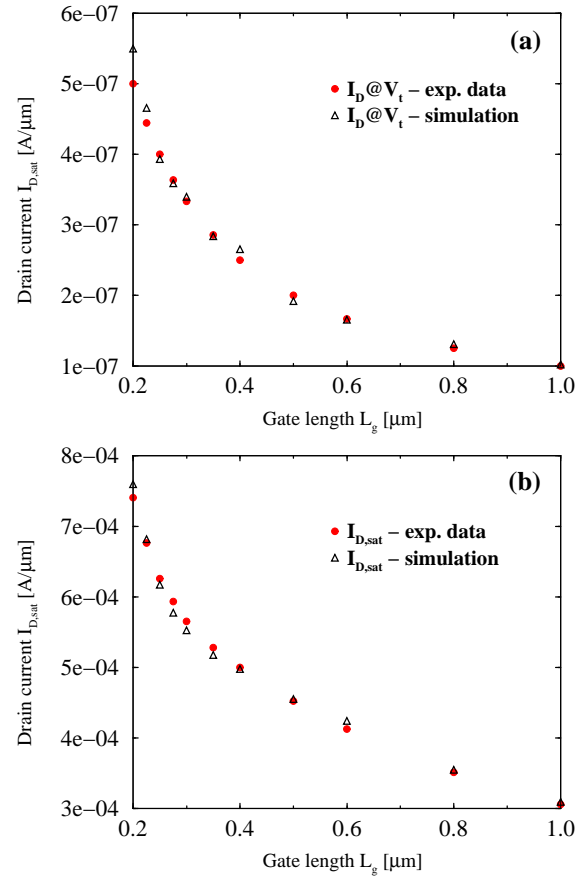 (a)
6e−07
5e−07
4e−07
3e−07
2e−07
1e−07
Drain current I_D,sat [A/μm]
I_D@V_t − exp. data
I_D@V_t − simulation
0.2 0.4 0.6 0.8 1.0
Gate length L_g [μm]
(b)
8e−04
7e−04
6e−04
5e−04
4e−04
3e−04
Drain current I_D,sat [A/μm]
I_D,sat − exp. data
I_D,sat − simulation
0.2 0.4 0.6 0.8 1.0
Gate length L_g [μm]